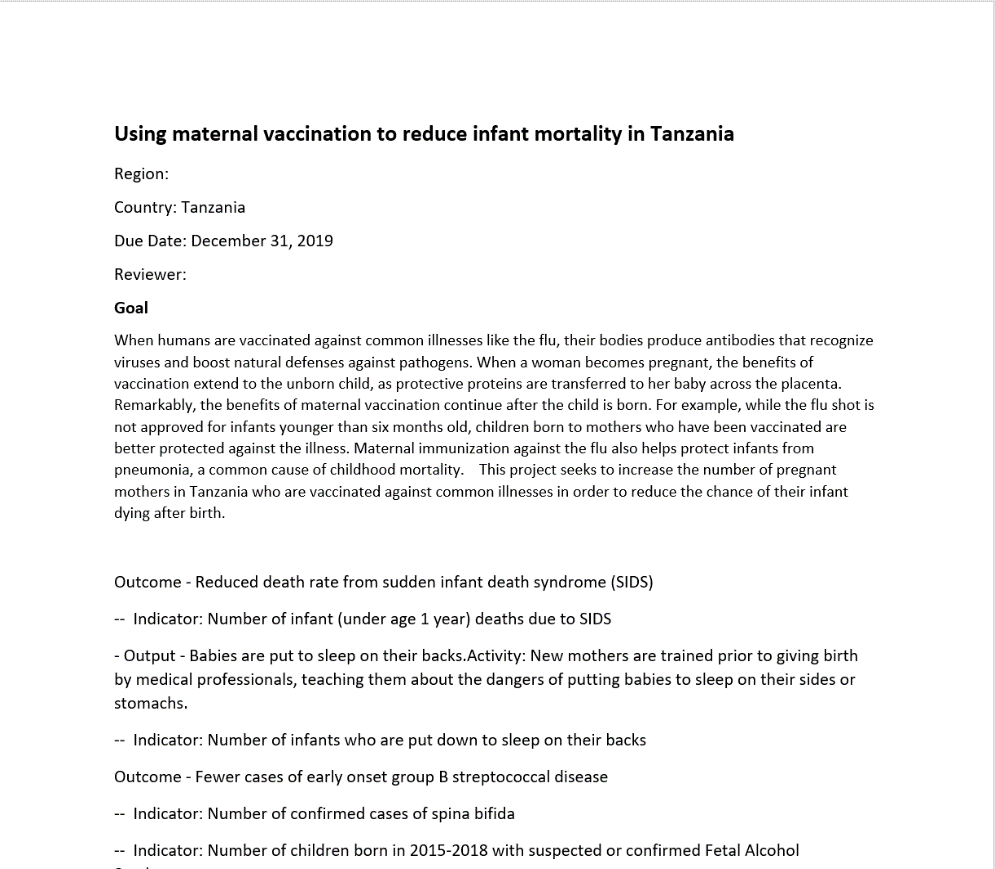 Using maternal vaccination to reduce infant mortality in Tanzania
Region:
Country: Tanzania
Due Date: December 31, 2019
Reviewer:
Goal
When humans are vaccinated against common illnesses like the flu, their bodies produce antibodies that recognize
viruses and boost natural defenses against pathogens. When a woman becomes pregnant, the benefits of
vaccination extend to the unborn child, as protective proteins are transferred to her baby across the placenta.
Remarkably, the benefits of maternal vaccination continue after the child is born. For example, while the flu shot is
not approved for infants younger than six months old, children born to mothers who have been vaccinated are
better protected against the illness. Maternal immunization against the flu also helps protect infants from
pneumonia, a common cause of childhood mortality.    This project seeks to increase the number of pregnant
mothers in Tanzania who are vaccinated against common illnesses in order to reduce the chance of their infant
dying after birth.
Outcome - Reduced death rate from sudden infant death syndrome (SIDS)
--  Indicator: Number of infant (under age 1 year) deaths due to SIDS
- Output - Babies are put to sleep on their backs.Activity: New mothers are trained prior to giving birth
by medical professionals, teaching them about the dangers of putting babies to sleep on their sides or
stomachs.
--  Indicator: Number of infants who are put down to sleep on their backs
Outcome - Fewer cases of early onset group B streptococcal disease
--  Indicator: Number of confirmed cases of spina bifida
--  Indicator: Number of children born in 2015-2018 with suspected or confirmed Fetal Alcohol